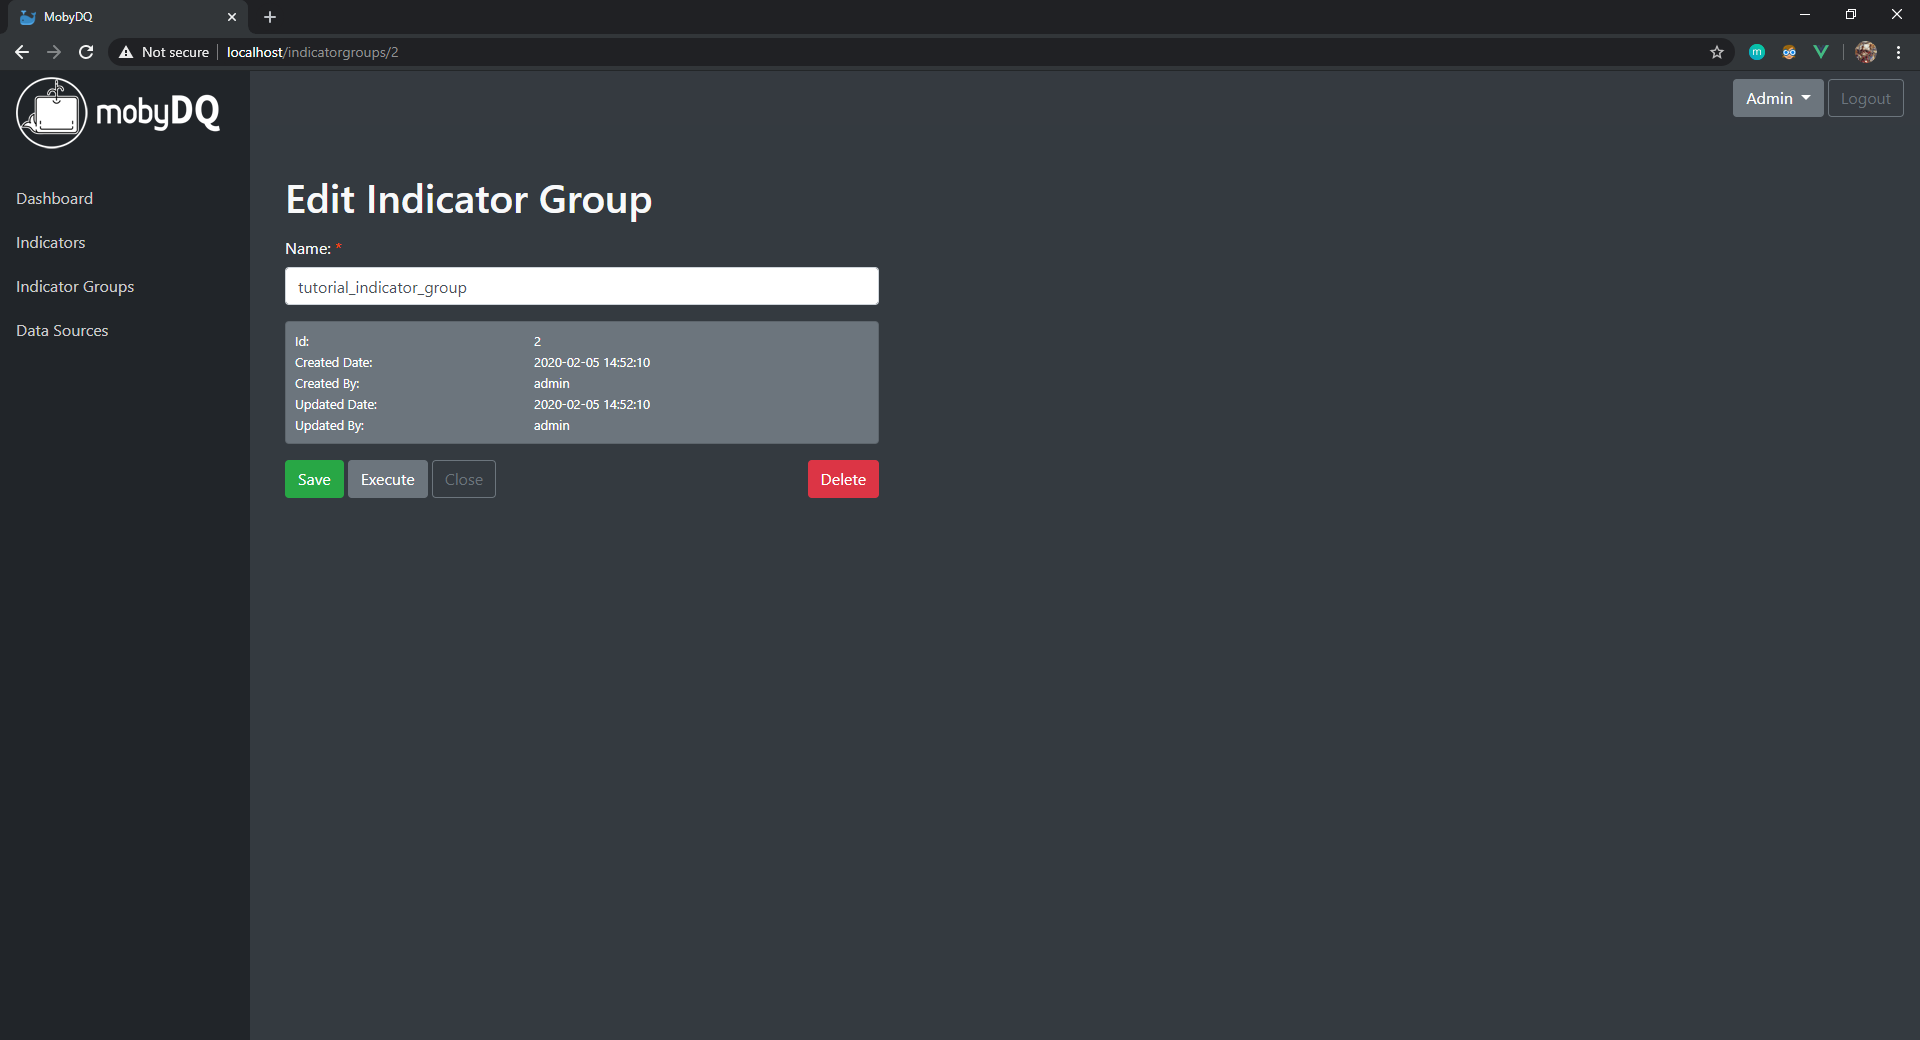 MobyDQ
Not secure localhost/indicatorgroups/2
m
mobyDQ
Admin Logout
Dashboard
Indicators
Indicator Groups
Data Sources
Edit Indicator Group
Name: *
tutorial_indicator_group
Id: 2
Created Date: 2020-02-05 14:52:10
Created By: admin
Updated Date: 2020-02-05 14:52:10
Updated By: admin
Save Execute Close Delete